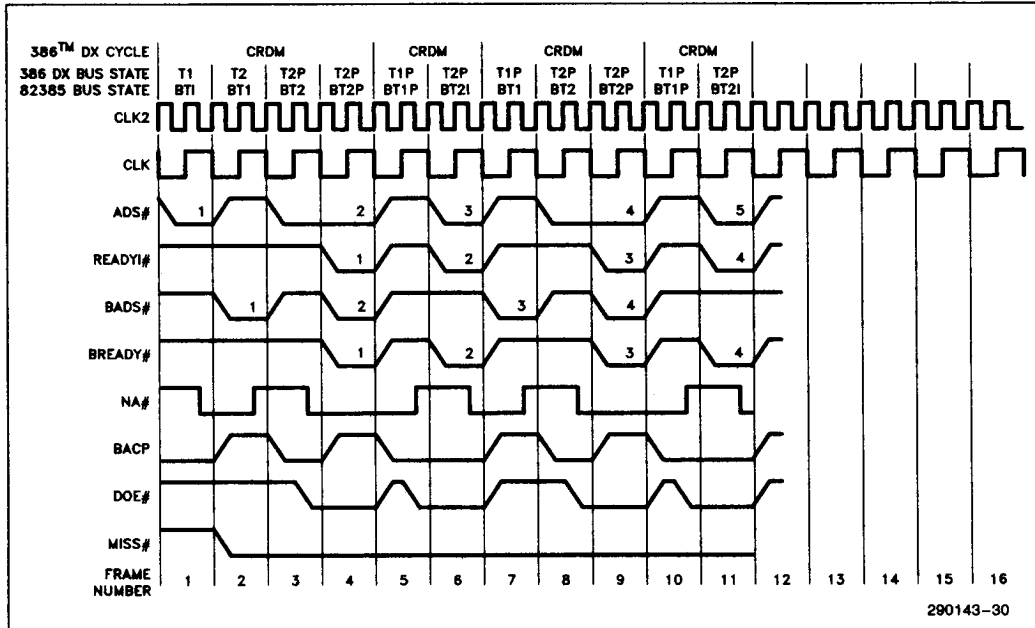 386™ DX CYCLE CRDM CRDM CRDM CRDM
386 DX BUS STATE T1 T2 T2P T2P T1P T2P T1P T2P T2P T1P T2P
82385 BUS STATE BTI BT1 BT2 BT2P BT1P BT2I BT1 BT2 BT2P BT1P BT2I
CLK2
CLK
ADS# 1 2 3 4 5
READYI# 1 2 3 4
BADS# 1 2 3 4
BREADY# 1 2 3 4
NA#
BACP
DOE#
MISS#
FRAME NUMBER 1 2 3 4 5 6 7 8 9 10 11 12 13 14 15 16
290143-30